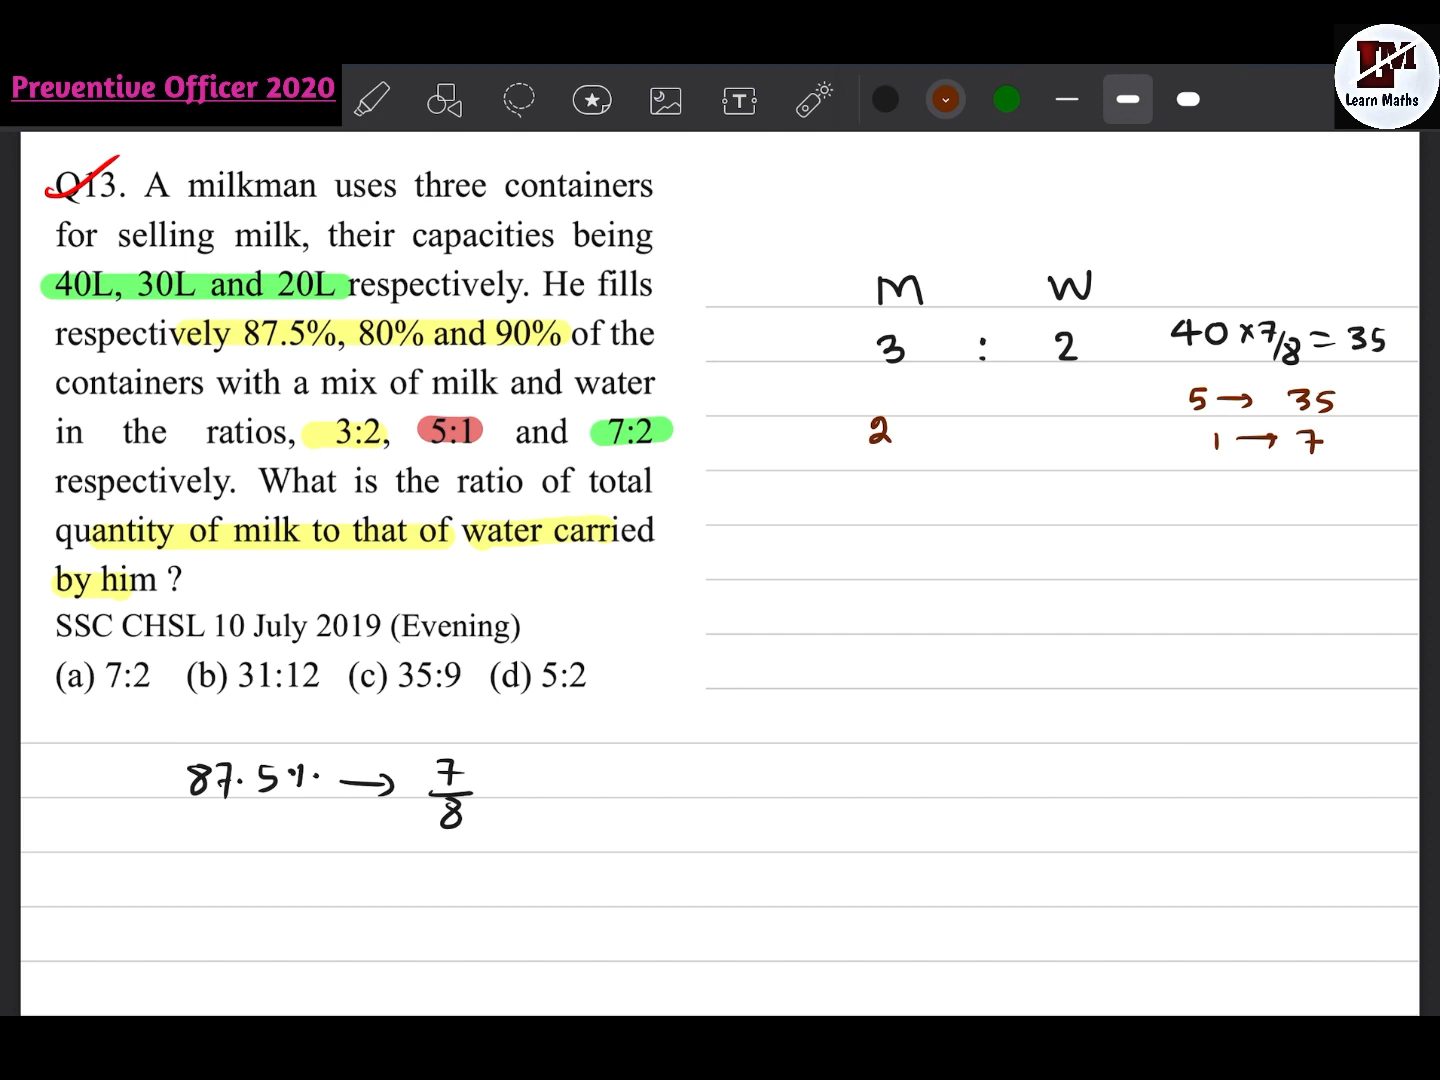 Preventive Officer 2020
T
LM
Learn Maths
Q13. A milkman uses three containers
for selling milk, their capacities being
40L, 30L and 20L respectively. He fills
respectively 87.5%, 80% and 90% of the
containers with a mix of milk and water
in the ratios, 3:2, 5:1 and 7:2
respectively. What is the ratio of total
quantity of milk to that of water carried
by him ?
SSC CHSL 10 July 2019 (Evening)
(a) 7:2 (b) 31:12 (c) 35:9 (d) 5:2
87.5% → 7/8
M W
3 : 2 40 × 7/8 = 35
5 → 35
2 1 → 7